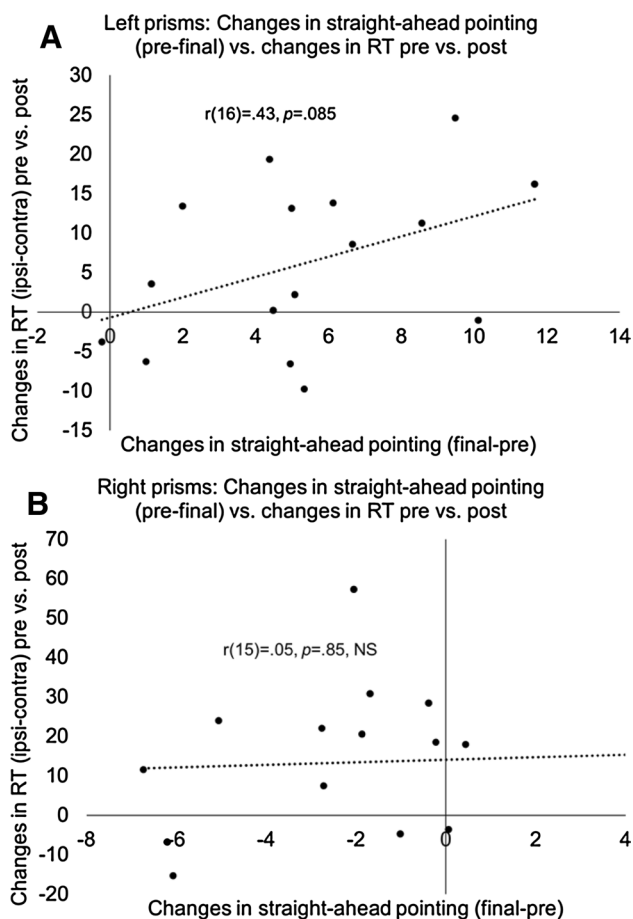 A
Left prisms: Changes in straight-ahead pointing
(pre-final) vs. changes in RT pre vs. post
Changes in RT (ipsi-contra) pre vs. post
30
25
20
15
10
5
0
-5
-10
-15
r(16)=.43, p=.085
-2 0 2 4 6 8 10 12 14
Changes in straight-ahead pointing (final-pre)
B
Right prisms: Changes in straight-ahead pointing
(pre-final) vs. changes in RT pre vs. post
Changes in RT (ipsi-contra) pre vs. post
70
60
50
40
30
20
10
0
-10
-20
r(15)=.05, p=.85, NS
-8 -6 -4 -2 0 2 4
Changes in straight-ahead pointing (final-pre)